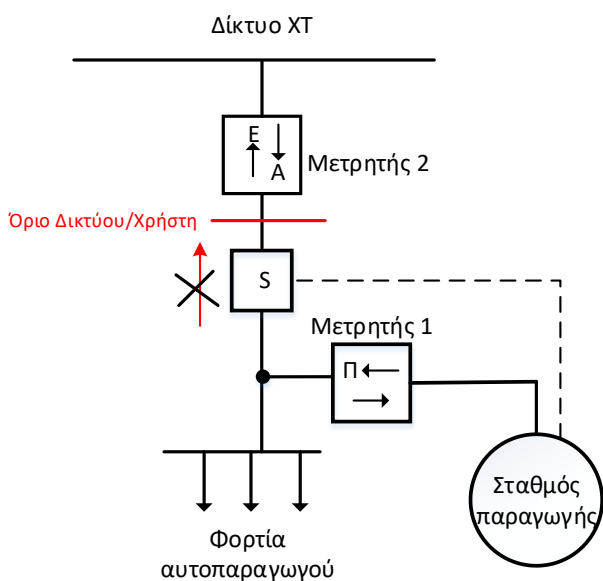 Δίκτυο ΧΤ
Ε
Α
Μετρητής 2
Όριο Δικτύου/Χρήστη
S
Μετρητής 1
Π
Σταθμός
παραγωγής
Φορτία
αυτοπαραγωγού